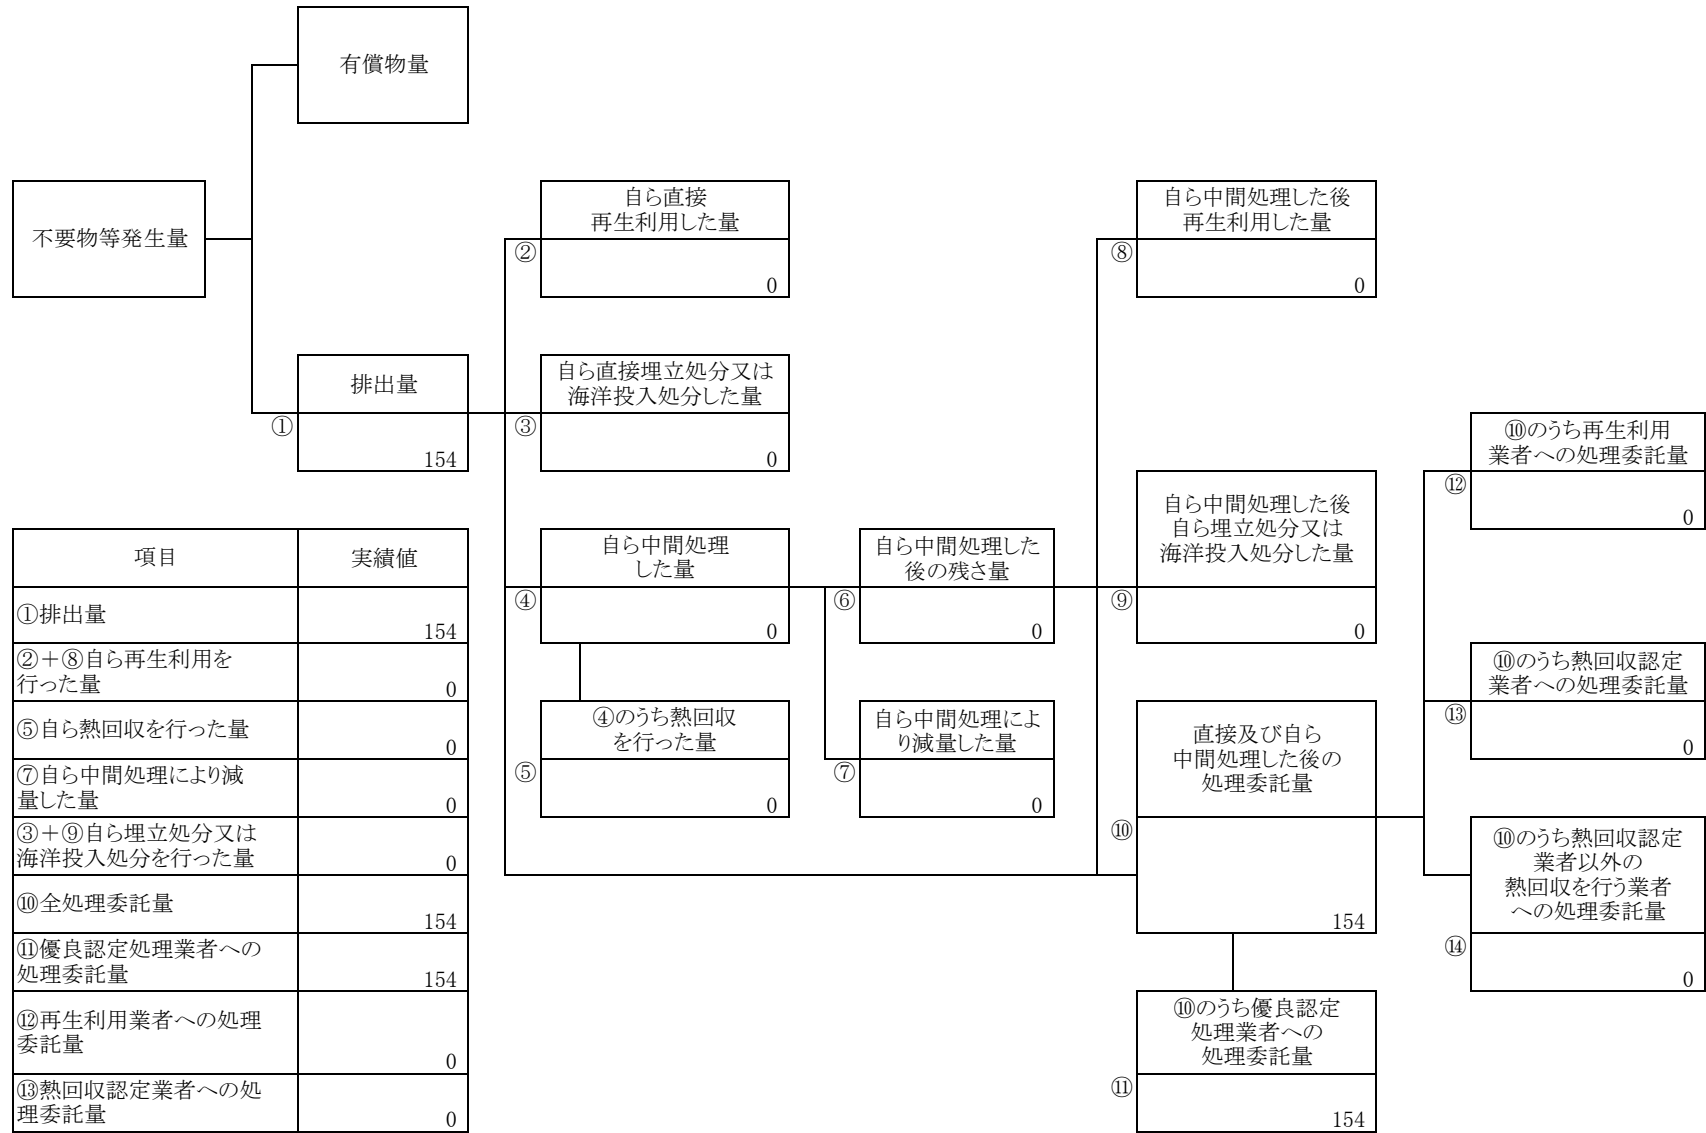 有償物量
不要物等発生量
自ら直接
再生利用した量
②
0
自ら中間処理した後
再生利用した量
⑧
0
排出量
①
154
自ら直接埋立処分又は
海洋投入処分した量
③
0
⑩のうち再生利用
業者への処理委託量
⑫
0
自ら中間処理
した量
④
0
自ら中間処理した
後の残さ量
⑥
0
自ら中間処理した後
自ら埋立処分又は
海洋投入処分した量
⑨
0
⑩のうち熱回収認定
業者への処理委託量
⑬
0
④のうち熱回収
を行った量
⑤
0
自ら中間処理によ
り減量した量
⑦
0
直接及び自ら
中間処理した後の
処理委託量
⑩
154
⑩のうち熱回収認定
業者以外の
熱回収を行う業者
への処理委託量
⑭
0
⑩のうち優良認定
処理業者への
処理委託量
⑪
154
項目 実績値
①排出量
154
②＋⑧自ら再生利用を
行った量
0
⑤自ら熱回収を行った量
0
⑦自ら中間処理により減
量した量
0
③＋⑨自ら埋立処分又は
海洋投入処分を行った量
0
⑩全処理委託量
154
⑪優良認定処理業者への
処理委託量
154
⑫再生利用業者への処理
委託量
0
⑬熱回収認定業者への処
理委託量
0